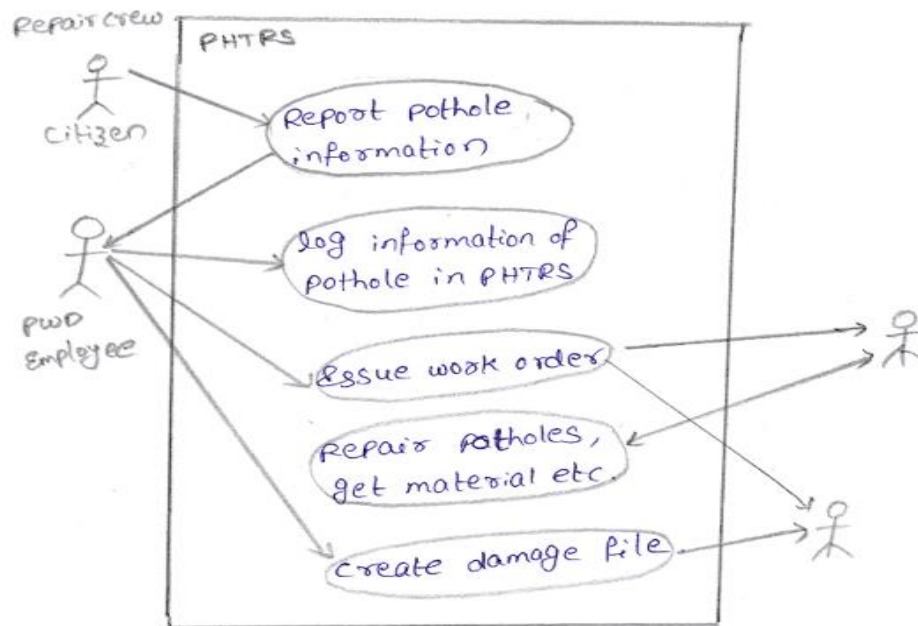 Repair crew
PHTRS
Citizen
Report pothole
information
log information of
pothole in PHTRS
PWD
Employee
Issue work order
Repair potholes,
get material etc.
create damage file